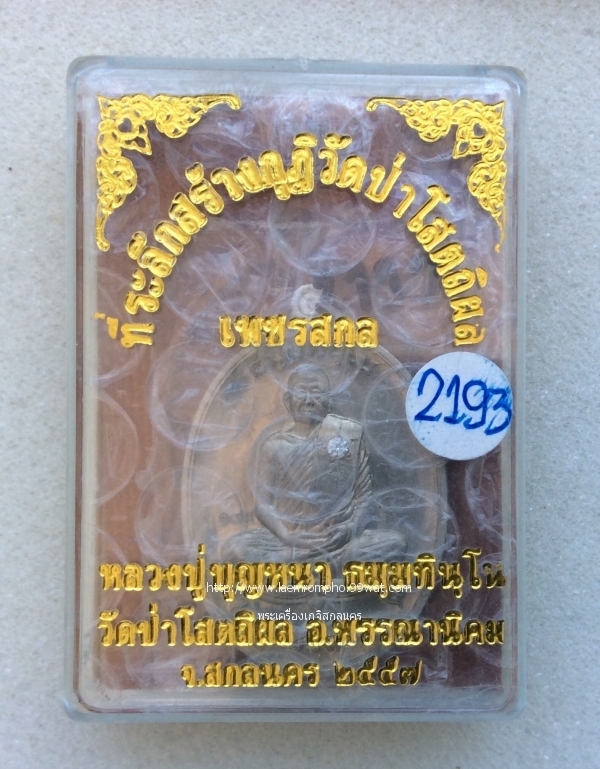 ที่ระลึกสร้างกุฏิวัดป่าโสตถิผล
เพชรสกล
2193
หลวงปู่บุญหนา ธมฺมทินฺโน
http://www.laemromphoi99wat.com
พระเครื่องเกจิสกลนคร
วัดป่าโสตถิผล อ.พรรณานิคม
จ.สกลนคร ๒๕๕๗